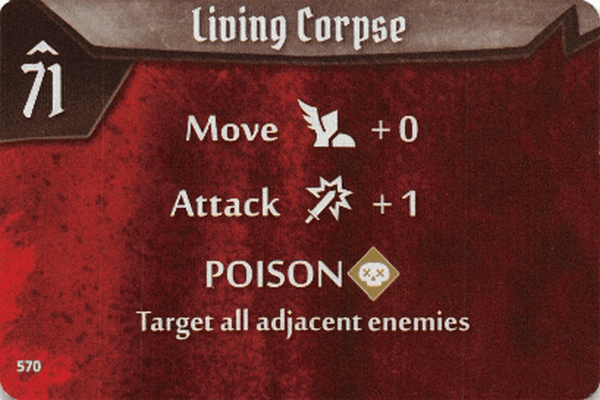 Living Corpse
71
Move + 0
Attack + 1
POISON
Target all adjacent enemies
570